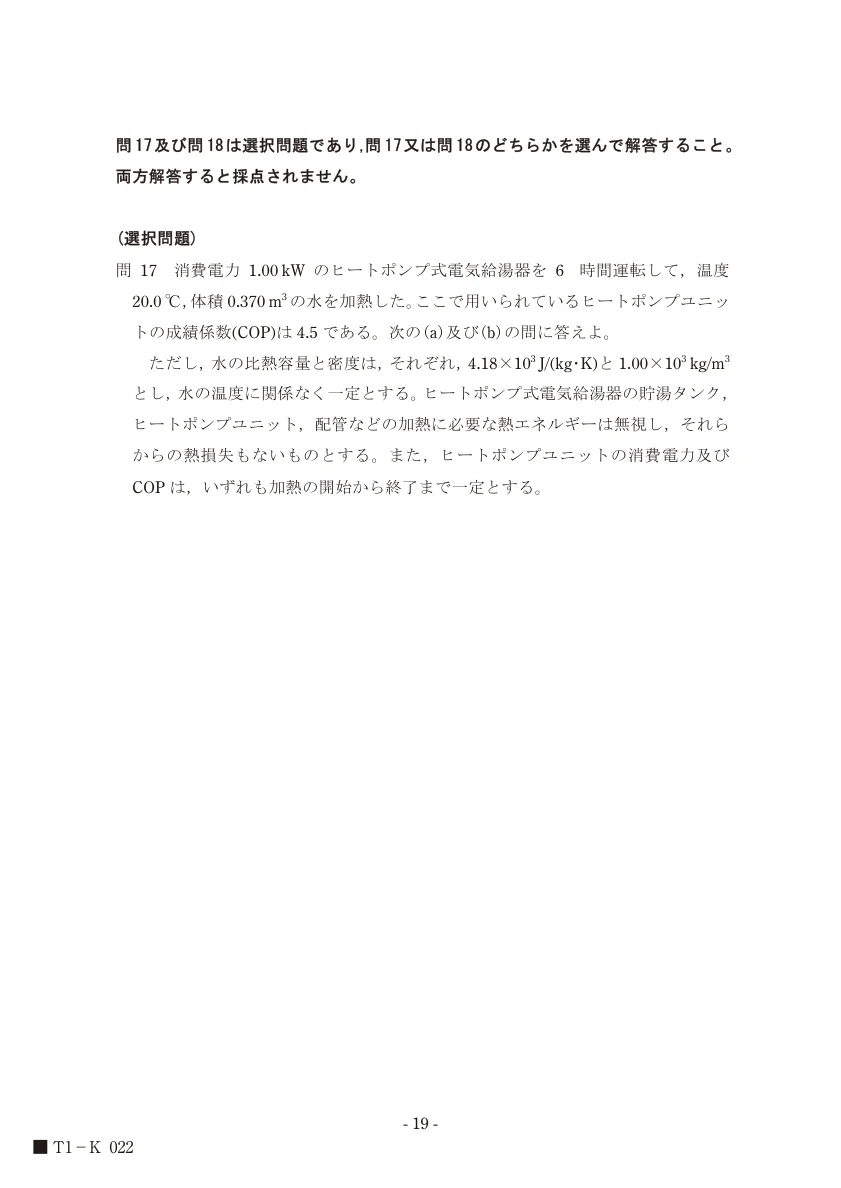 問 17 及び問 18 は選択問題であり,問 17 又は問 18 のどちらかを選んで解答すること。
両方解答すると採点されません。
(選択問題)
問 17 消費電力 1.00 kW のヒートポンプ式電気給湯器を 6 時間運転して，温度
20.0 ℃, 体積 0.370 m³ の水を加熱した。ここで用いられているヒートポンプユニッ
トの成績係数(COP)は 4.5 である。次の(a)及び(b)の問に答えよ。
ただし，水の比熱容量と密度は，それぞれ，4.18×10³ J/(kg･K)と 1.00×10³ kg/m³
とし，水の温度に関係なく一定とする。ヒートポンプ式電気給湯器の貯湯タンク，
ヒートポンプユニット，配管などの加熱に必要な熱エネルギーは無視し，それら
からの熱損失もないものとする。また，ヒートポンプユニットの消費電力及び
COP は，いずれも加熱の開始から終了まで一定とする。
- 19 -
■ T1－K 022